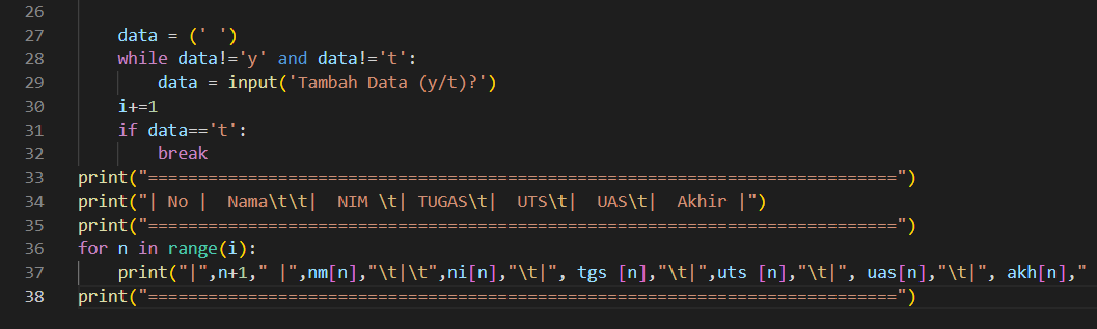 26
27 data = (' ')
28 while data!='y' and data!='t':
29 data = input('Tambah Data (y/t)?')
30 i+=1
31 if data=='t':
32 break
33 print("===========================================================================")
34 print("| No |  Nama\t\t|  NIM \t| TUGAS\t|  UTS\t|  UAS\t|  Akhir |")
35 print("===========================================================================")
36 for n in range(i):
37 print("|",n+1," |",nm[n],"\t|\t",ni[n],"\t|", tgs [n],"\t|",uts [n],"\t|", uas[n],"\t|", akh[n],"
38 print("===========================================================================")